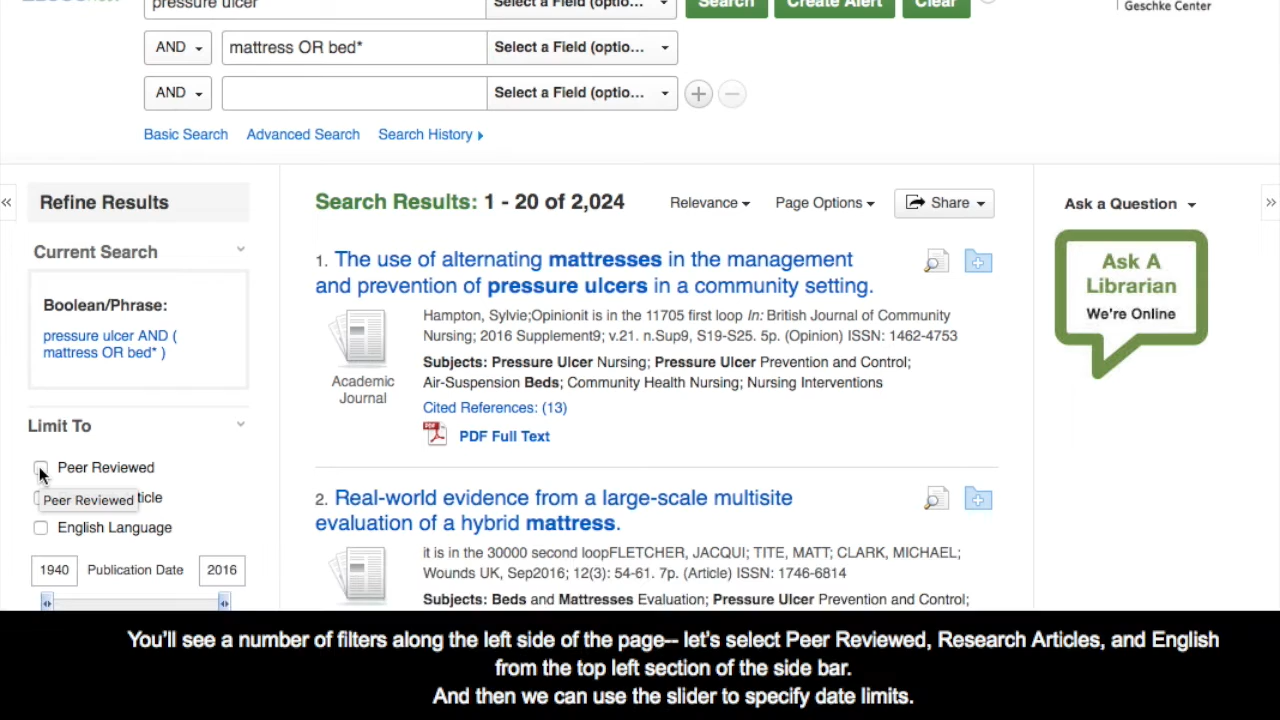 pressure ulcer
Select a Field (optio...
Search
Create Alert
Clear
Geschke Center
AND
mattress OR bed*
Select a Field (optio...
AND
Select a Field (optio...
Basic Search
Advanced Search
Search History
Refine Results
Search Results: 1 - 20 of 2,024
Relevance
Page Options
Share
Ask a Question
Current Search
Boolean/Phrase:
pressure ulcer AND (
mattress OR bed* )
Limit To
Peer Reviewed
Peer Reviewed
ticle
English Language
1940
Publication Date
2016
1. The use of alternating mattresses in the management
and prevention of pressure ulcers in a community setting.
Academic
Journal
Hampton, Sylvie;Opinionit is in the 11705 first loop In: British Journal of Community
Nursing; 2016 Supplement9; v.21. n.Sup9, S19-S25. 5p. (Opinion) ISSN: 1462-4753
Subjects: Pressure Ulcer Nursing; Pressure Ulcer Prevention and Control;
Air-Suspension Beds; Community Health Nursing; Nursing Interventions
Cited References: (13)
PDF Full Text
2. Real-world evidence from a large-scale multisite
evaluation of a hybrid mattress.
it is in the 30000 second loopFLETCHER, JACQUI; TITE, MATT; CLARK, MICHAEL;
Wounds UK, Sep2016; 12(3): 54-61. 7p. (Article) ISSN: 1746-6814
Subjects: Beds and Mattresses Evaluation; Pressure Ulcer Prevention and Control;
Ask A
Librarian
We're Online
You'll see a number of filters along the left side of the page-- let's select Peer Reviewed, Research Articles, and English
from the top left section of the side bar.
And then we can use the slider to specify date limits.